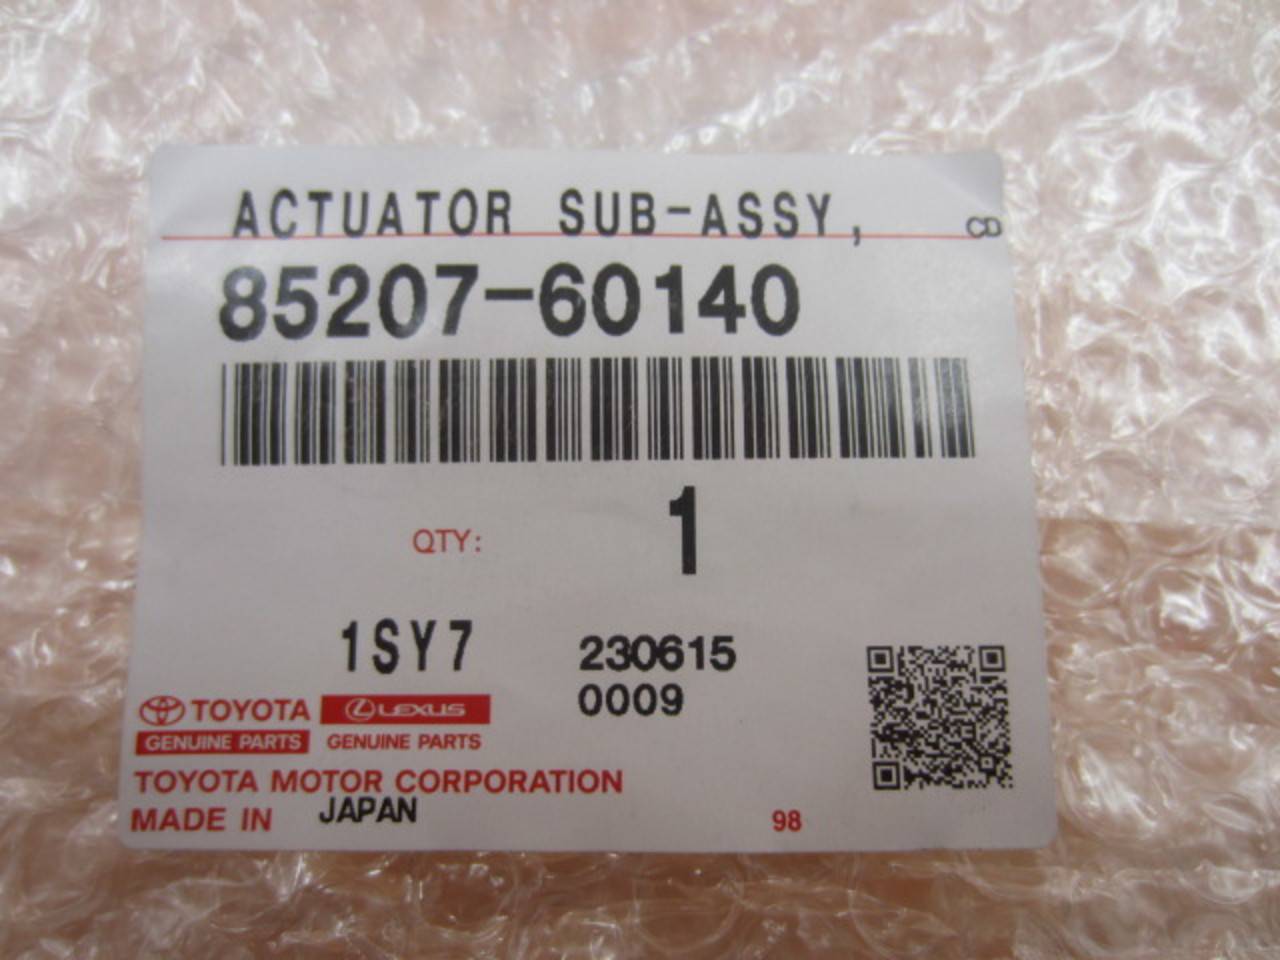 ACTUATOR SUB-ASSY,
85207-60140
QTY: 1
1SY7 230615
0009
TOYOTA LEXUS
GENUINE PARTS GENUINE PARTS
TOYOTA MOTOR CORPORATION
MADE IN JAPAN 98